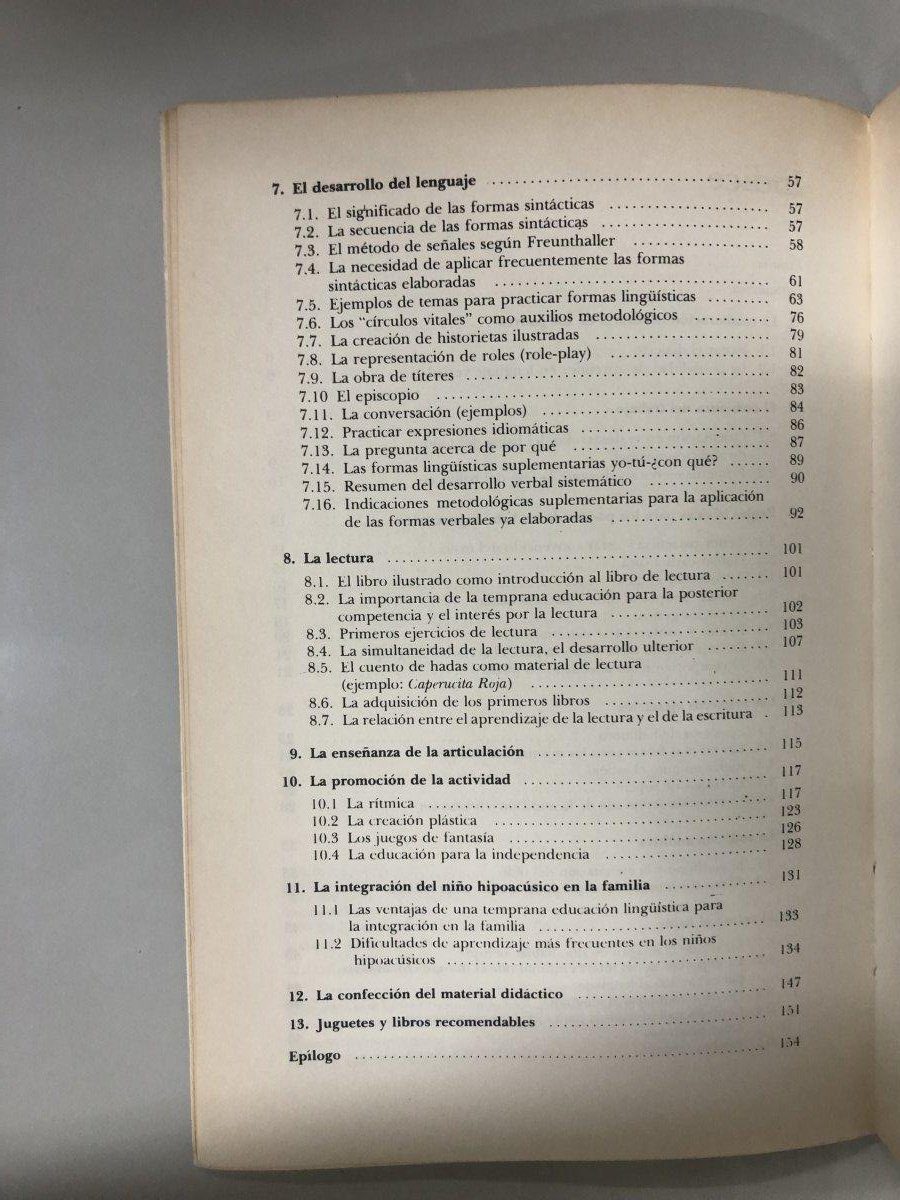 7. El desarrollo del lenguaje .......... 57
7.1. El significado de las formas sintácticas .......... 57
7.2. La secuencia de las formas sintácticas .......... 57
7.3. El método de señales según Freunthaller .......... 58
7.4. La necesidad de aplicar frecuentemente las formas
sintácticas elaboradas .......... 61
7.5. Ejemplos de temas para practicar formas lingüísticas .......... 63
7.6. Los “círculos vitales” como auxilios metodológicos .......... 76
7.7. La creación de historietas ilustradas .......... 79
7.8. La representación de roles (role-play) .......... 81
7.9. La obra de títeres .......... 82
7.10 El episcopio .......... 83
7.11. La conversación (ejemplos) .......... 84
7.12. Practicar expresiones idiomáticas .......... 86
7.13. La pregunta acerca de por qué .......... 87
7.14. Las formas lingüísticas suplementarias yo-tú-¿con qué? ...... 89
7.15. Resumen del desarrollo verbal sistemático .......... 90
7.16. Indicaciones metodológicas suplementarias para la aplicación
de las formas verbales ya elaboradas .......... 92
8. La lectura .......... 101
8.1. El libro ilustrado como introducción al libro de lectura ....... 101
8.2. La importancia de la temprana educación para la posterior
competencia y el interés por la lectura .......... 102
8.3. Primeros ejercicios de lectura .......... 103
8.4. La simultaneidad de la lectura, el desarrollo ulterior .......... 107
8.5. El cuento de hadas como material de lectura
(ejemplo: Caperucita Roja) .......... 111
8.6. La adquisición de los primeros libros .......... 112
8.7. La relación entre el aprendizaje de la lectura y el de la escritura . 113
9. La enseñanza de la articulación .......... 115
10. La promoción de la actividad .......... 117
10.1 La rítmica .......... 117
10.2 La creación plástica .......... 123
10.3 Los juegos de fantasía .......... 126
10.4 La educación para la independencia .......... 128
11. La integración del niño hipoacúsico en la familia .......... 131
11.1 Las ventajas de una temprana educación lingüística para
la integración en la familia .......... 133
11.2 Dificultades de aprendizaje más frecuentes en los niños
hipoacúsicos .......... 134
12. La confección del material didáctico .......... 147
13. Juguetes y libros recomendables .......... 151
Epílogo .......... 154